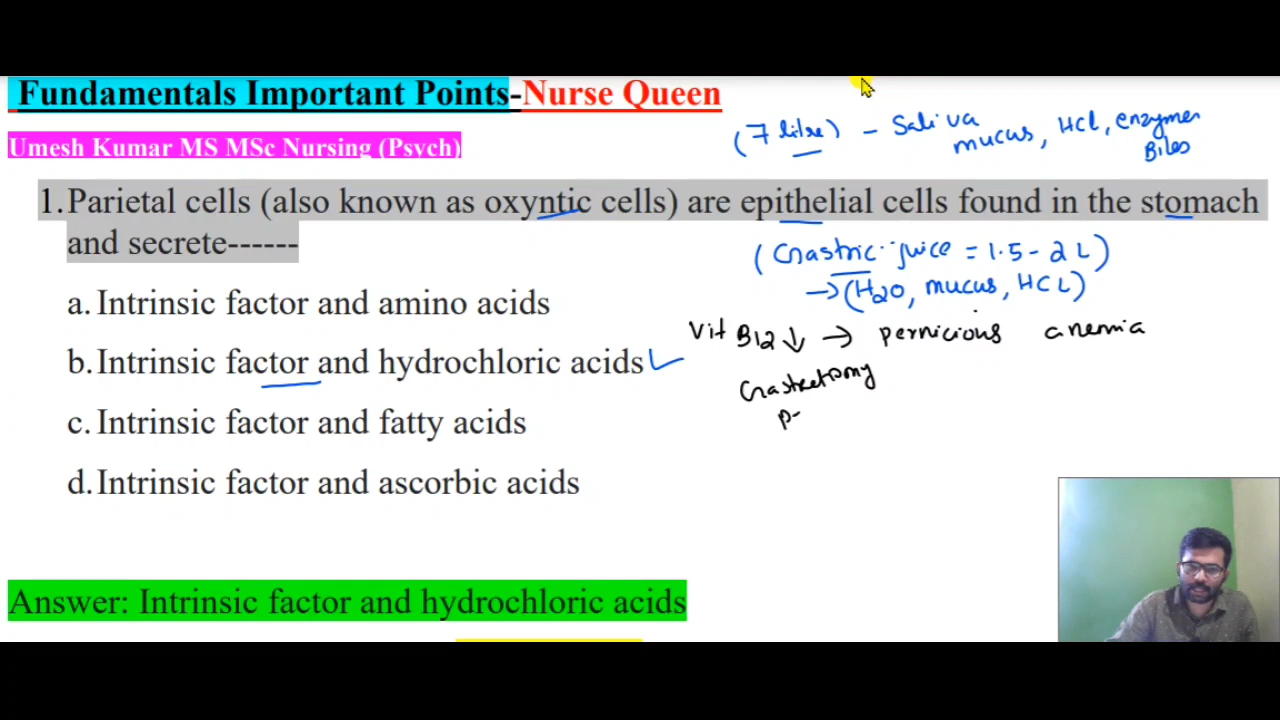 Fundamentals Important Points-Nurse Queen
(7 litre) - Saliva
mucus, HCl, enzymes
Biles
Umesh Kumar MS MSc Nursing (Psych)
1. Parietal cells (also known as oxyntic cells) are epithelial cells found in the stomach
and secrete------
(Gastric juice = 1.5 - 2 L)
→ (H2O, mucus, HCL)
a. Intrinsic factor and amino acids
Vit B12 ↓ → pernicious anemia
b. Intrinsic factor and hydrochloric acids ✓
Gastrectomy
p-
c. Intrinsic factor and fatty acids
d. Intrinsic factor and ascorbic acids
Answer: Intrinsic factor and hydrochloric acids